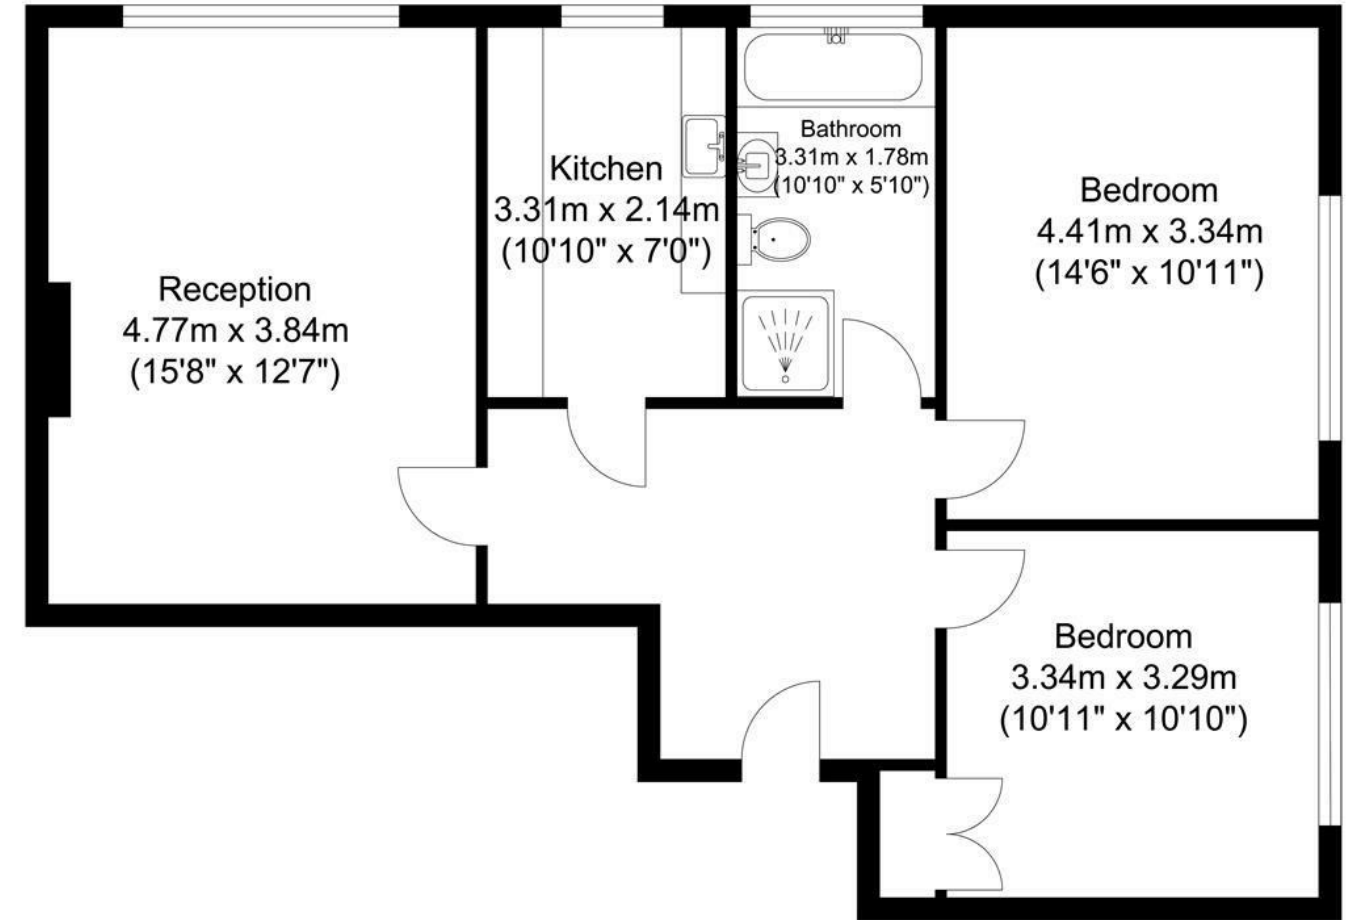 Reception
4.77m x 3.84m
(15'8" x 12'7")
Kitchen
3.31m x 2.14m
(10'10" x 7'0")
Bathroom
3.31m x 1.78m
(10'10" x 5'10")
Bedroom
4.41m x 3.34m
(14'6" x 10'11")
Bedroom
3.34m x 3.29m
(10'11" x 10'10")